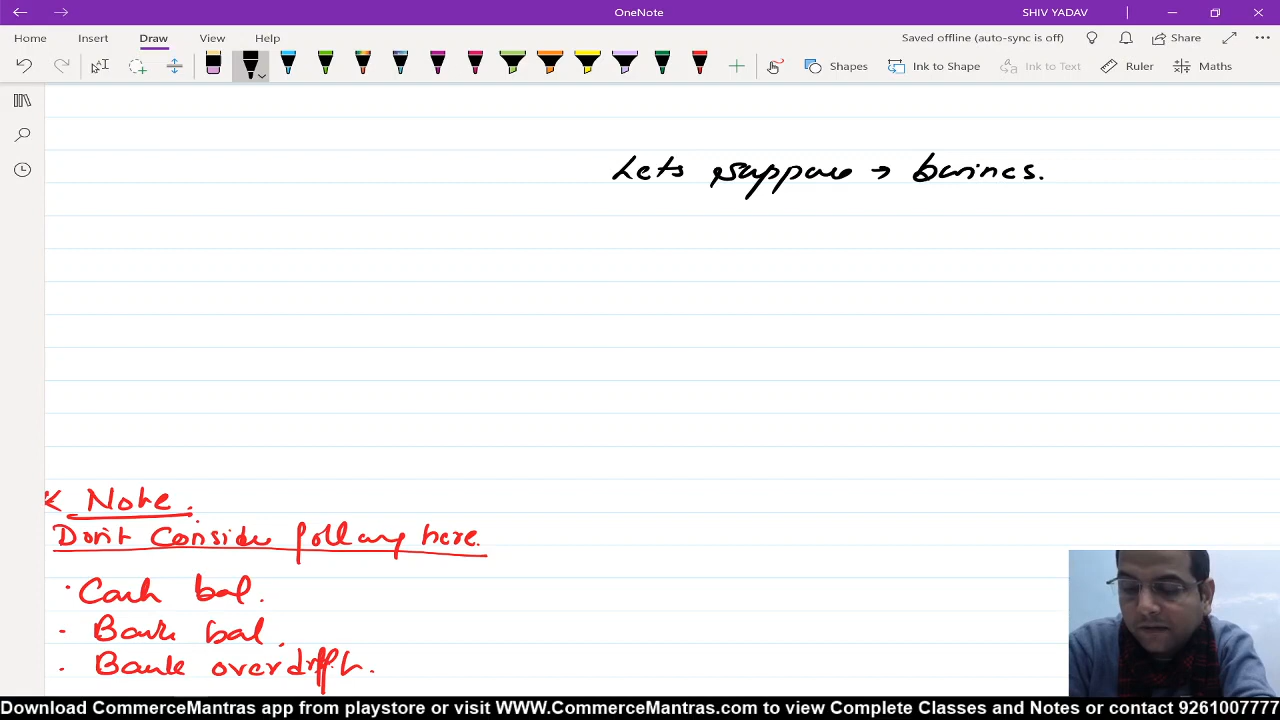 OneNote
SHIV YADAV
Home Insert Draw View Help
Saved offline (auto-sync is off)
Share
Shapes
Ink to Shape
Ink to Text
Ruler
Maths
Lets suppose → busines.
Note.
Don't Consider follwing here.
. Cash bal.
. Bank bal.
. Bank overdraft.
Download CommerceMantras app from playstore or visit WWW.CommerceMantras.com to view Complete Classes and Notes or contact 9261007777